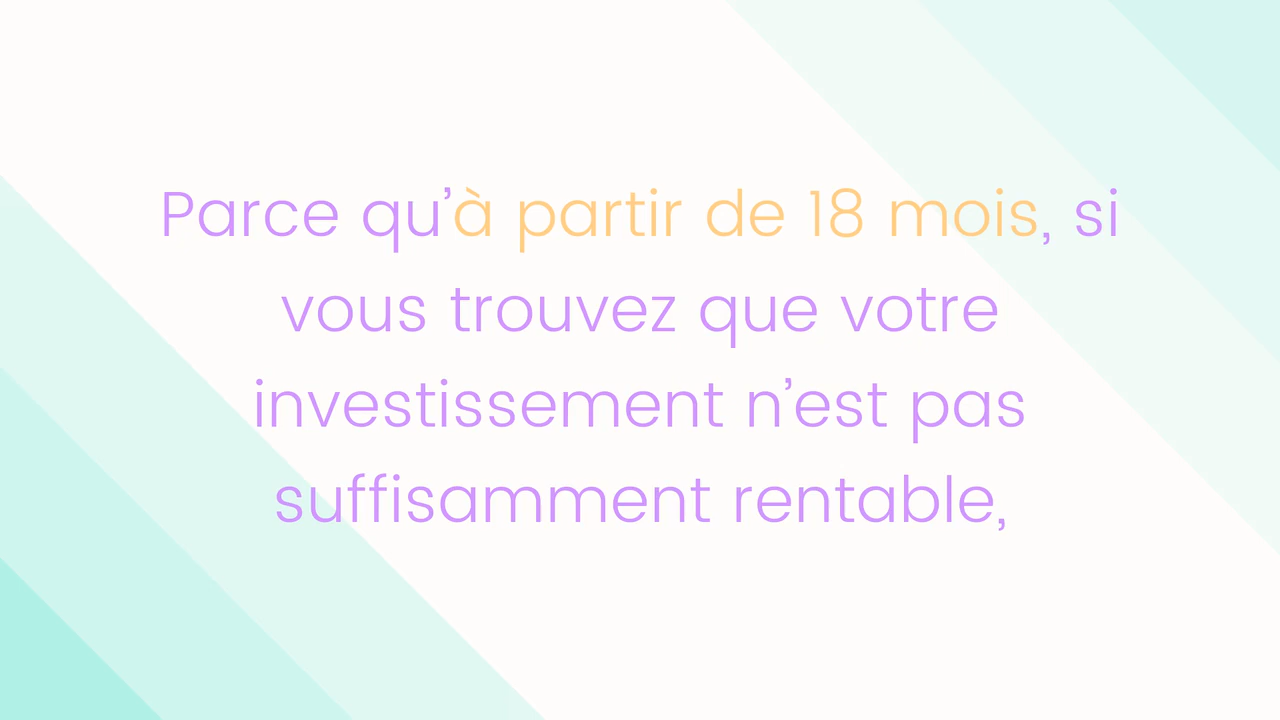 Parce qu’à partir de 18 mois, si
vous trouvez que votre
investissement n’est pas
suffisamment rentable,